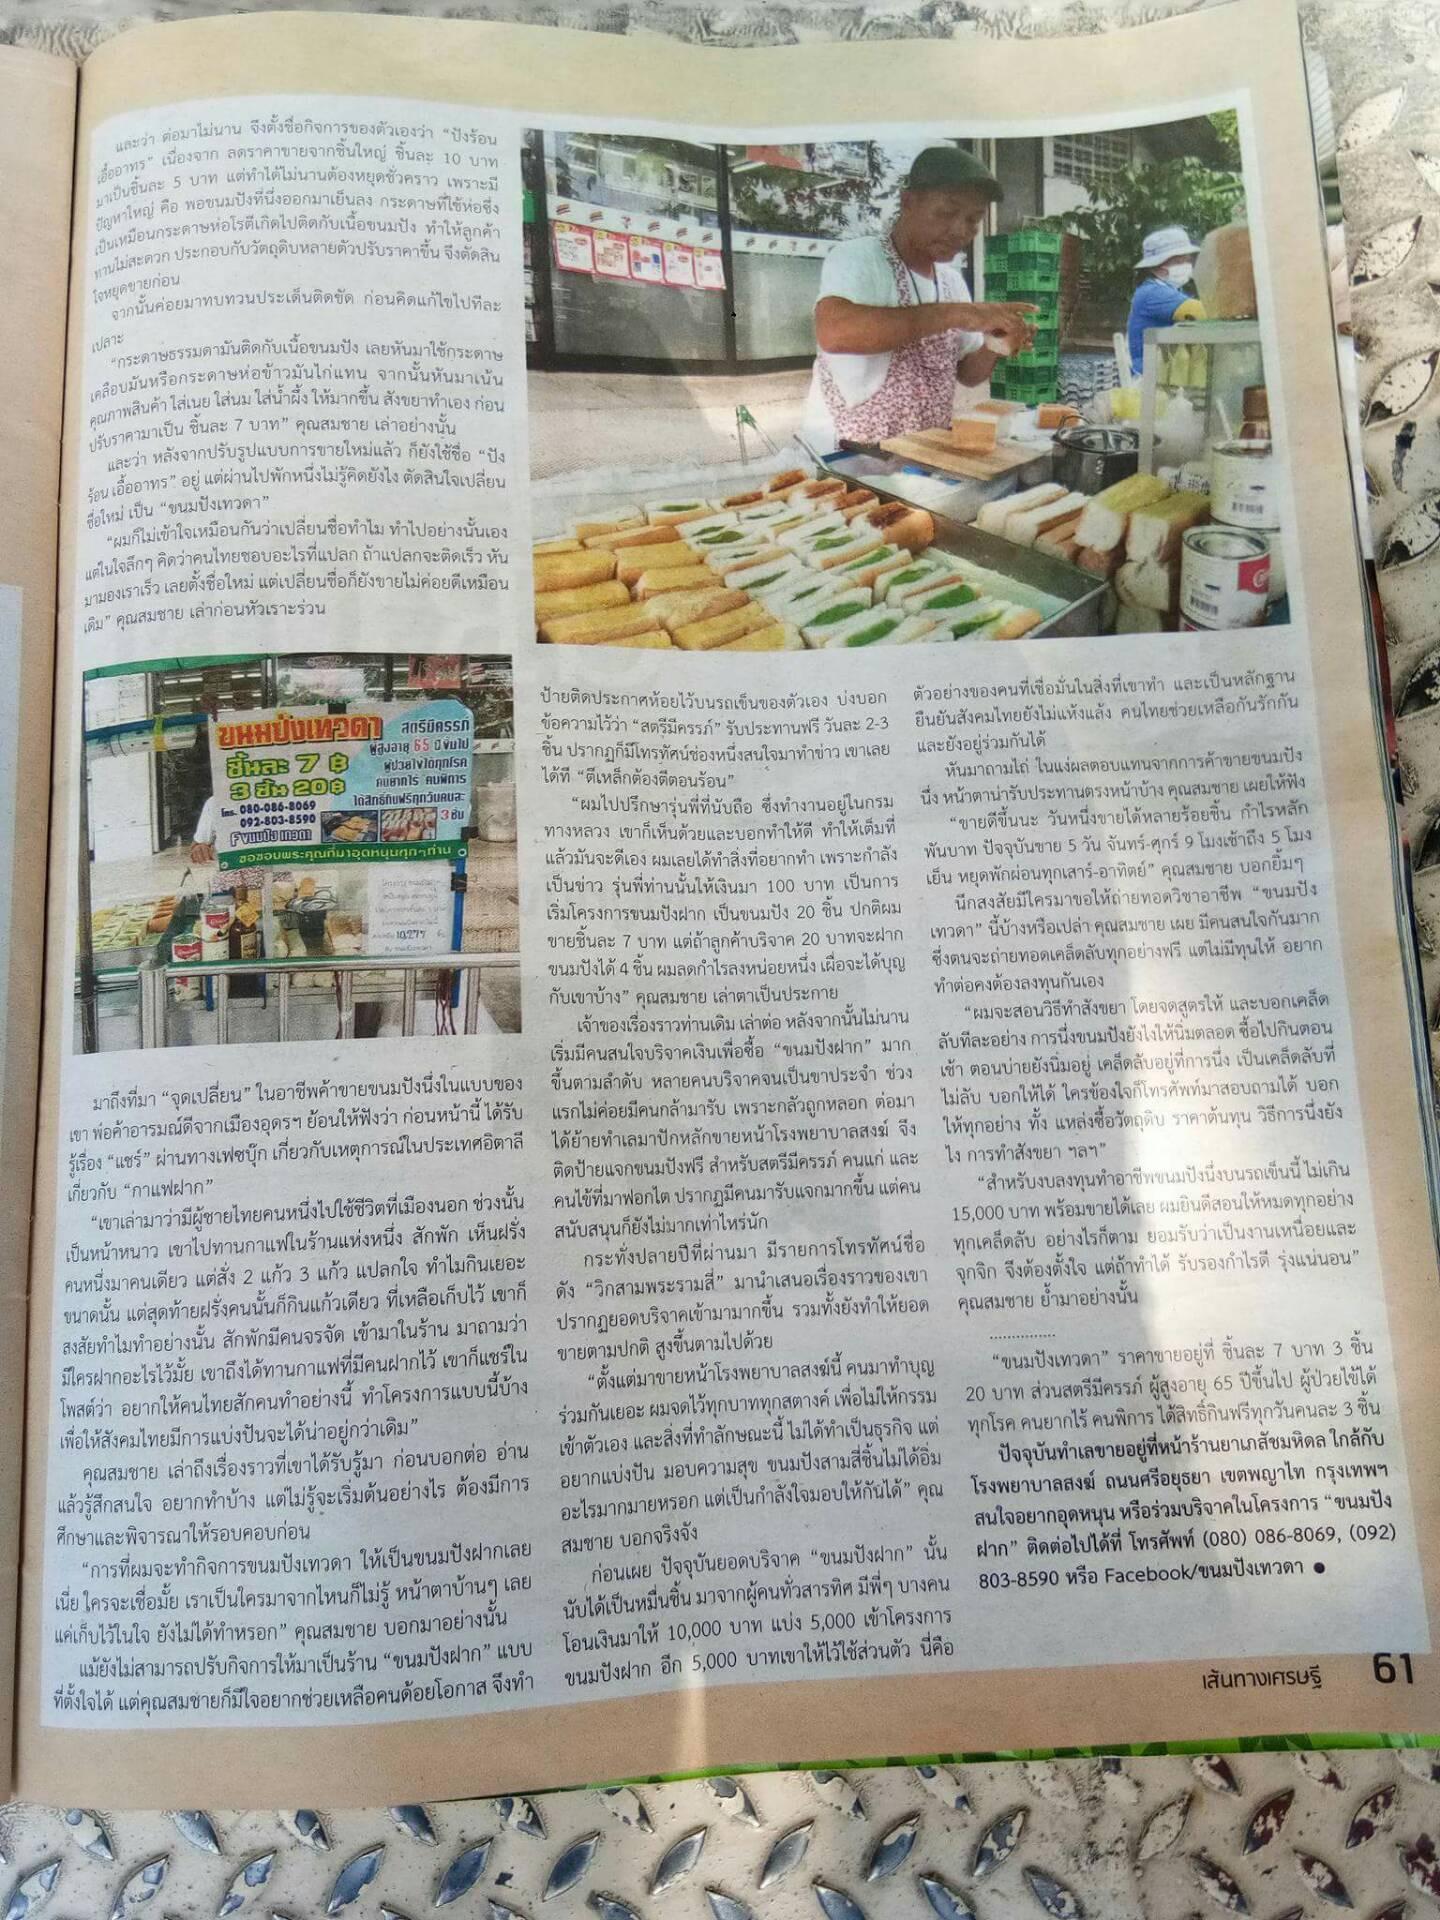 และว่า ต่อมาไม่นาน จึงตั้งชื่อกิจการของตัวเองว่า “ปังร้อน
เอื้ออาทร” เนื่องจาก ลดราคาขายจากชิ้นใหญ่ ชิ้นละ 10 บาท
มาเป็นชิ้นละ 5 บาท แต่ทำได้ไม่นานต้องหยุดชั่วคราว เพราะมี
ปัญหาใหญ่ คือ พอขนมปังที่นึ่งออกมาเย็นลง กระดาษที่ใช้ห่อซึ่ง
เป็นเหมือนกระดาษห่อโรตีเกิดไปติดกับเนื้อขนมปัง ทำให้ลูกค้า
ทานไม่สะดวก ประกอบกับวัตถุดิบหลายตัวปรับราคาขึ้น จึงตัดสิน
ใจหยุดขายก่อน
จากนั้นค่อยมาทบทวนประเด็นติดขัด ก่อนคิดแก้ไขไปทีละ
เปลาะ
“กระดาษธรรมดามันติดกับเนื้อขนมปัง เลยหันมาใช้กระดาษ
เคลือบมันหรือกระดาษห่อข้าวมันไก่แทน จากนั้นหันมาเน้น
คุณภาพสินค้า ใส่เนย ใส่นม ใส่น้ำผึ้ง ให้มากขึ้น สังขยาทำเอง ก่อน
ปรับราคามาเป็น ชิ้นละ 7 บาท” คุณสมชาย เล่าอย่างนั้น
และว่า หลังจากปรับรูปแบบการขายใหม่แล้ว ก็ยังใช้ชื่อ “ปัง
ร้อน เอื้ออาทร” อยู่ แต่ผ่านไปพักหนึ่งไม่รู้คิดยังไง ตัดสินใจเปลี่ยน
ชื่อใหม่ เป็น “ขนมปังเทวดา”
“ผมก็ไม่เข้าใจเหมือนกันว่าเปลี่ยนชื่อทำไม ทำไปอย่างนั้นเอง
แต่ในใจลึกๆ คิดว่าคนไทยชอบอะไรที่แปลก ถ้าแปลกจะติดเร็ว หัน
มามองเราเร็ว เลยตั้งชื่อใหม่ แต่เปลี่ยนชื่อก็ยังขายไม่ค่อยดีเหมือน
เดิม” คุณสมชาย เล่าก่อนหัวเราะร่วน
ขนมปังเทวดา
สตรีมีครรภ์
ผู้สูงอายุ 65 ปีขึ้นไป
ชิ้นละ 7 ฿
ผู้ป่วยไข้ได้ทุกโรค
3 ชิ้น 20 ฿
คนยากไร้ คนพิการ
ได้สิทธิ์กินฟรีทุกวันคนละ
3 ชิ้น
โทร. 080-086-8069
092-803-8590
ขนมปัง เทวดา
ขอขอบพระคุณที่มาอุดหนุนทุกๆท่าน
10,277
มาถึงที่มา “จุดเปลี่ยน” ในอาชีพค้าขายขนมปังนึ่งในแบบของ
เขา พ่อค้าอารมณ์ดีจากเมืองอุดรฯ ย้อนให้ฟังว่า ก่อนหน้านี้ ได้รับ
รู้เรื่อง “แชร์” ผ่านทางเฟซบุ๊ก เกี่ยวกับเหตุการณ์ในประเทศอิตาลี
เกี่ยวกับ “กาแฟฝาก”
“เขาเล่ามาว่ามีผู้ชายไทยคนหนึ่งไปใช้ชีวิตที่เมืองนอก ช่วงนั้น
เป็นหน้าหนาว เขาไปทานกาแฟในร้านแห่งหนึ่ง สักพัก เห็นฝรั่ง
คนหนึ่งมาคนเดียว แต่สั่ง 2 แก้ว 3 แก้ว แปลกใจ ทำไมกินเยอะ
ขนาดนั้น แต่สุดท้ายฝรั่งคนนั้นก็กินแก้วเดียว ที่เหลือเก็บไว้ เขาก็
สงสัยทำไมทำอย่างนั้น สักพักมีคนจรจัด เข้ามาในร้าน มาถามว่า
มีใครฝากอะไรไว้มั้ย เขาถึงได้ทานกาแฟที่มีคนฝากไว้ เขาก็แชร์ใน
โพสต์ว่า อยากให้คนไทยสักคนทำอย่างนี้ ทำโครงการแบบนี้บ้าง
เพื่อให้สังคมไทยมีการแบ่งปันจะได้น่าอยู่กว่าเดิม”
คุณสมชาย เล่าถึงเรื่องราวที่เขาได้รับรู้มา ก่อนบอกต่อ อ่าน
แล้วรู้สึกสนใจ อยากทำบ้าง แต่ไม่รู้จะเริ่มต้นอย่างไร ต้องมีการ
ศึกษาและพิจารณาให้รอบคอบก่อน
“การที่ผมจะทำกิจการขนมปังเทวดา ให้เป็นขนมปังฝากเลย
เนี่ย ใครจะเชื่อมั้ย เราเป็นใครมาจากไหนก็ไม่รู้ หน้าตาบ้านๆ เลย
แค่เก็บไว้ในใจ ยังไม่ได้ทำหรอก” คุณสมชาย บอกมาอย่างนั้น
แม้ยังไม่สามารถปรับกิจการให้มาเป็นร้าน “ขนมปังฝาก” แบบ
ที่ตั้งใจได้ แต่คุณสมชายก็มีใจอยากช่วยเหลือคนด้อยโอกาส จึงทำ
ป้ายติดประกาศห้อยไว้บนรถเข็นของตัวเอง บ่งบอก
ข้อความไว้ว่า “สตรีมีครรภ์” รับประทานฟรี วันละ 2-3
ชิ้น ปรากฏก็มีโทรทัศน์ช่องหนึ่งสนใจมาทำข่าว เขาเลย
ได้ที “ตีเหล็กต้องตีตอนร้อน”
“ผมไปปรึกษารุ่นพี่ที่นับถือ ซึ่งทำงานอยู่ในกรม
ทางหลวง เขาก็เห็นด้วยและบอกทำให้ดี ทำให้เต็มที่
แล้วมันจะดีเอง ผมเลยได้ทำสิ่งที่อยากทำ เพราะกำลัง
เป็นข่าว รุ่นพี่ท่านนั้นให้เงินมา 100 บาท เป็นการ
เริ่มโครงการขนมปังฝาก เป็นขนมปัง 20 ชิ้น ปกติผม
ขายชิ้นละ 7 บาท แต่ถ้าลูกค้าบริจาค 20 บาทจะฝาก
ขนมปังได้ 4 ชิ้น ผมลดกำไรลงหน่อยหนึ่ง เผื่อจะได้บุญ
กับเขาบ้าง” คุณสมชาย เล่าตาเป็นประกาย
เจ้าของเรื่องราวท่านเดิม เล่าต่อ หลังจากนั้นไม่นาน
เริ่มมีคนสนใจบริจาคเงินเพื่อซื้อ “ขนมปังฝาก” มาก
ขึ้นตามลำดับ หลายคนบริจาคจนเป็นขาประจำ ช่วง
แรกไม่ค่อยมีคนกล้ามารับ เพราะกลัวถูกหลอก ต่อมา
ได้ย้ายทำเลมาปักหลักขายหน้าโรงพยาบาลสงฆ์ จึง
ติดป้ายแจกขนมปังฟรี สำหรับสตรีมีครรภ์ คนแก่ และ
คนไข้ที่มาฟอกไต ปรากฏมีคนมารับแจกมากขึ้น แต่คน
สนับสนุนก็ยังไม่มากเท่าไหร่นัก
กระทั่งปลายปีที่ผ่านมา มีรายการโทรทัศน์ชื่อ
ดัง “วิกสามพระรามสี่” มานำเสนอเรื่องราวของเขา
ปรากฏยอดบริจาคเข้ามามากขึ้น รวมทั้งยังทำให้ยอด
ขายตามปกติ สูงขึ้นตามไปด้วย
“ตั้งแต่มาขายหน้าโรงพยาบาลสงฆ์นี้ คนมาทำบุญ
ร่วมกันเยอะ ผมจดไว้ทุกบาททุกสตางค์ เพื่อไม่ให้กรรม
เข้าตัวเอง และสิ่งที่ทำลักษณะนี้ ไม่ได้ทำเป็นธุรกิจ แต่
อยากแบ่งปัน มอบความสุข ขนมปังสามสี่ชิ้นไม่ได้อิ่ม
อะไรมากมายหรอก แต่เป็นกำลังใจมอบให้กันได้” คุณ
สมชาย บอกจริงจัง
ก่อนเผย ปัจจุบันยอดบริจาค “ขนมปังฝาก” นั้น
นับได้เป็นหมื่นชิ้น มาจากผู้คนทั่วสารทิศ มีพี่ๆ บางคน
โอนเงินมาให้ 10,000 บาท แบ่ง 5,000 เข้าโครงการ
ขนมปังฝาก อีก 5,000 บาทเขาให้ไว้ใช้ส่วนตัว นี่คือ
ตัวอย่างของคนที่เชื่อมั่นในสิ่งที่เขาทำ และเป็นหลักฐาน
ยืนยันสังคมไทยยังไม่แห้งแล้ง คนไทยช่วยเหลือกันรักกัน
และยังอยู่ร่วมกันได้
หันมาถามไถ่ ในแง่ผลตอบแทนจากการค้าขายขนมปัง
นึ่ง หน้าตาน่ารับประทานตรงหน้าบ้าง คุณสมชาย เผยให้ฟัง
“ขายดีขึ้นนะ วันหนึ่งขายได้หลายร้อยชิ้น กำไรหลัก
พันบาท ปัจจุบันขาย 5 วัน จันทร์-ศุกร์ 9 โมงเช้าถึง 5 โมง
เย็น หยุดพักผ่อนทุกเสาร์-อาทิตย์” คุณสมชาย บอกยิ้มๆ
นึกสงสัยมีใครมาขอให้ถ่ายทอดวิชาอาชีพ “ขนมปัง
เทวดา” นี้บ้างหรือเปล่า คุณสมชาย เผย มีคนสนใจกันมาก
ซึ่งตนจะถ่ายทอดเคล็ดลับทุกอย่างฟรี แต่ไม่มีทุนให้ อยาก
ทำต่อคงต้องลงทุนกันเอง
“ผมจะสอนวิธีทำสังขยา โดยจดสูตรให้ และบอกเคล็ด
ลับทีละอย่าง การนึ่งขนมปังยังไงให้นิ่มตลอด ซื้อไปกินตอน
เช้า ตอนบ่ายยังนิ่มอยู่ เคล็ดลับอยู่ที่การนึ่ง เป็นเคล็ดลับที่
ไม่ลับ บอกให้ได้ ใครข้องใจก็โทรศัพท์มาสอบถามได้ บอก
ให้ทุกอย่าง ทั้ง แหล่งซื้อวัตถุดิบ ราคาต้นทุน วิธีการนึ่งยัง
ไง การทำสังขยา ฯลฯ”
“สำหรับงบลงทุนทำอาชีพขนมปังนึ่งบนรถเข็นนี้ ไม่เกิน
15,000 บาท พร้อมขายได้เลย ผมยินดีสอนให้หมดทุกอย่าง
ทุกเคล็ดลับ อย่างไรก็ตาม ยอมรับว่าเป็นงานเหนื่อยและ
จุกจิก จึงต้องตั้งใจ แต่ถ้าทำได้ รับรองกำไรดี รุ่งแน่นอน”
คุณสมชาย ย้ำมาอย่างนั้น
...............
“ขนมปังเทวดา” ราคาขายอยู่ที่ ชิ้นละ 7 บาท 3 ชิ้น
20 บาท ส่วนสตรีมีครรภ์ ผู้สูงอายุ 65 ปีขึ้นไป ผู้ป่วยไข้ได้
ทุกโรค คนยากไร้ คนพิการ ได้สิทธิ์กินฟรีทุกวันคนละ 3 ชิ้น
ปัจจุบันทำเลขายอยู่ที่หน้าร้านยาเภสัชมหิดล ใกล้กับ
โรงพยาบาลสงฆ์ ถนนศรีอยุธยา เขตพญาไท กรุงเทพฯ
สนใจอยากอุดหนุน หรือร่วมบริจาคในโครงการ “ขนมปัง
ฝาก” ติดต่อไปได้ที่ โทรศัพท์ (080) 086-8069, (092)
803-8590 หรือ Facebook/ขนมปังเทวดา ●
เส้นทางเศรษฐี 61